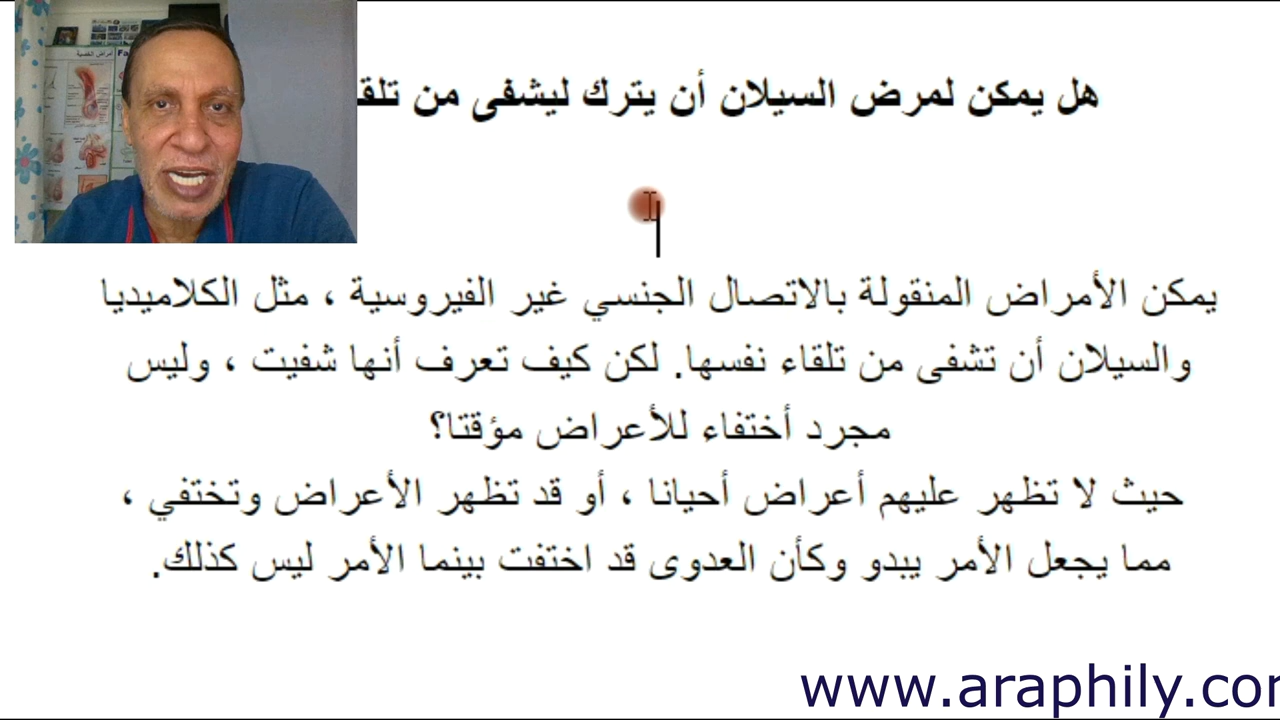 هل يمكن لمرض السيلان أن يترك ليشفى من
يمكن الأمراض المنقولة بالاتصال الجنسي غير الفيروسية ، مثل الكلاميديا
والسيلان أن تشفى من تلقاء نفسها. لكن كيف تعرف أنها شفيت ، وليس
مجرد أختفاء للأعراض مؤقتا؟
حيث لا تظهر عليهم أعراض أحيانا ، أو قد تظهر الأعراض وتختفي ،
مما يجعل الأمر يبدو وكأن العدوى قد اختفت بينما الأمر ليس كذلك.
www.araphily.co